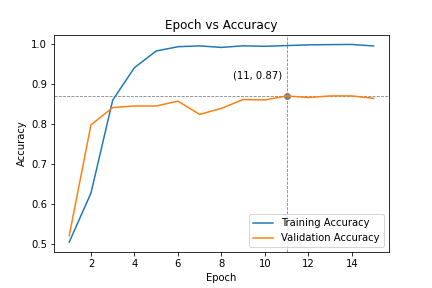 Epoch vs Accuracy
1.0
0.9
0.8
0.7
0.6
0.5
Accuracy
(11, 0.87)
Training Accuracy
Validation Accuracy
2 4 6 8 10 12 14
Epoch